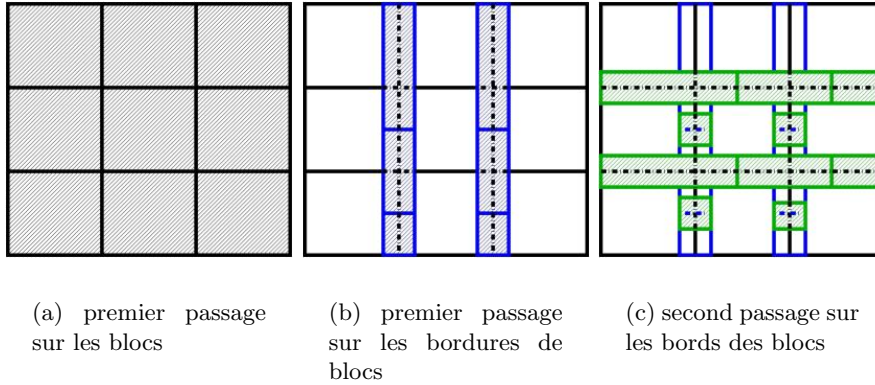 (a) premier passage
sur les blocs
(b) premier passage
sur les bordures de
blocs
(c) second passage sur
les bords des blocs